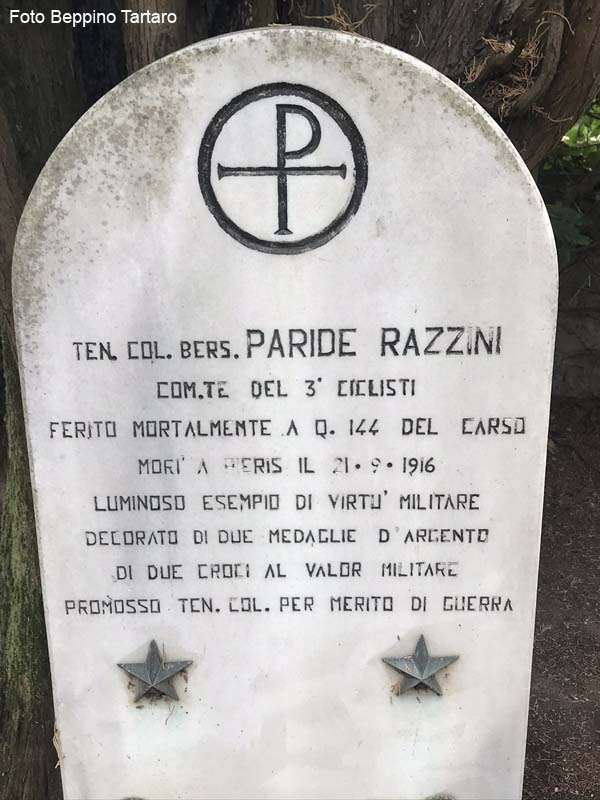 Foto Beppino Tartaro
TEN. COL. BERS. PARIDE RAZZINI
COM.TE DEL 3° CICLISTI
FERITO MORTALMENTE A Q. 144 DEL CARSO
MORI' A PIERIS IL 21·9·1916
LUMINOSO ESEMPIO DI VIRTU' MILITARE
DECORATO DI DUE MEDAGLIE D'ARGENTO
DI DUE CROCI AL VALOR MILITARE
PROMOSSO TEN. COL. PER MERITO DI GUERRA